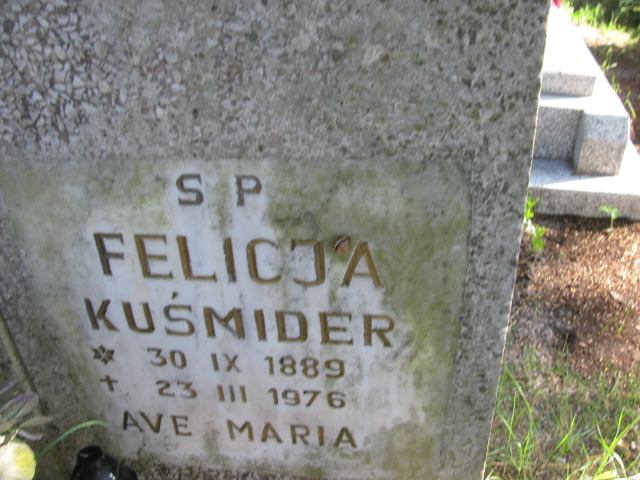 S P
FELICJA
KUŚMIDER
* 30 IX 1889
† 23 III 1976
AVE MARIA